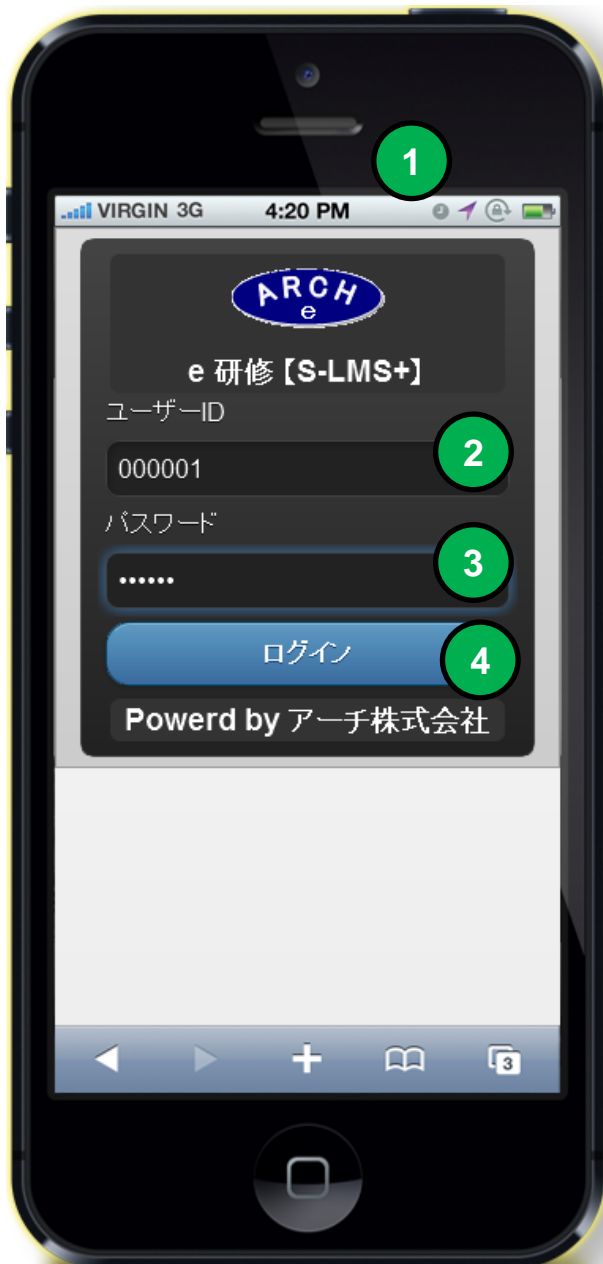 1
VIRGIN 3G 4:20 PM
ARCH
e
e 研修【S-LMS+】
ユーザーID
000001 2
パスワード
•••••• 3
ログイン 4
Powerd by アーチ株式会社
3